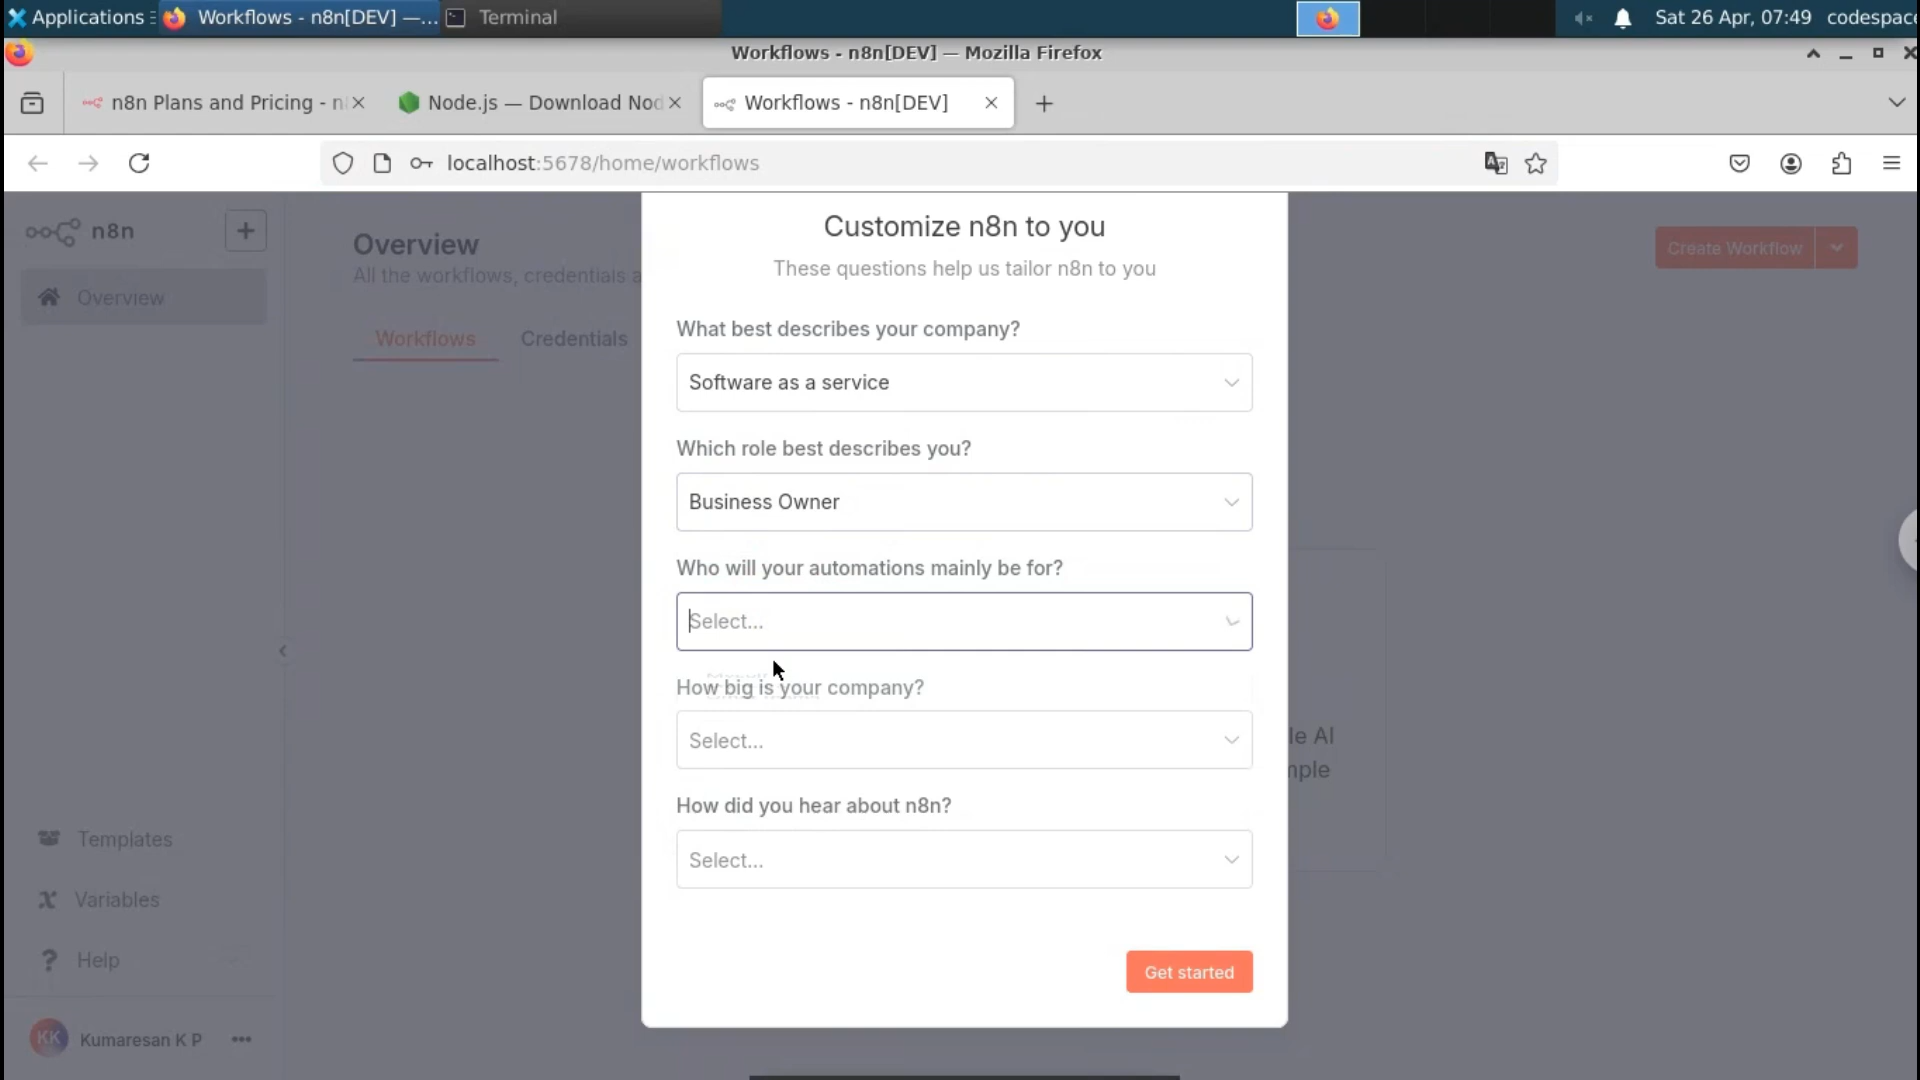 Applications
Workflows - n8n[DEV] —...
Terminal
Sat 26 Apr, 07:49
codespace
Workflows - n8n[DEV] — Mozilla Firefox
n8n Plans and Pricing - n
Node.js — Download Nod
Workflows - n8n[DEV]
localhost:5678/home/workflows
n8n
Overview
Templates
Variables
Help
KK
Kumaresan K P
Overview
All the workflows, credentials a
Create Workflow
Workflows
Credentials
le AI
mple
Customize n8n to you
These questions help us tailor n8n to you
What best describes your company?
Software as a service
Which role best describes you?
Business Owner
Who will your automations mainly be for?
Select...
How big is your company?
Select...
How did you hear about n8n?
Select...
Get started